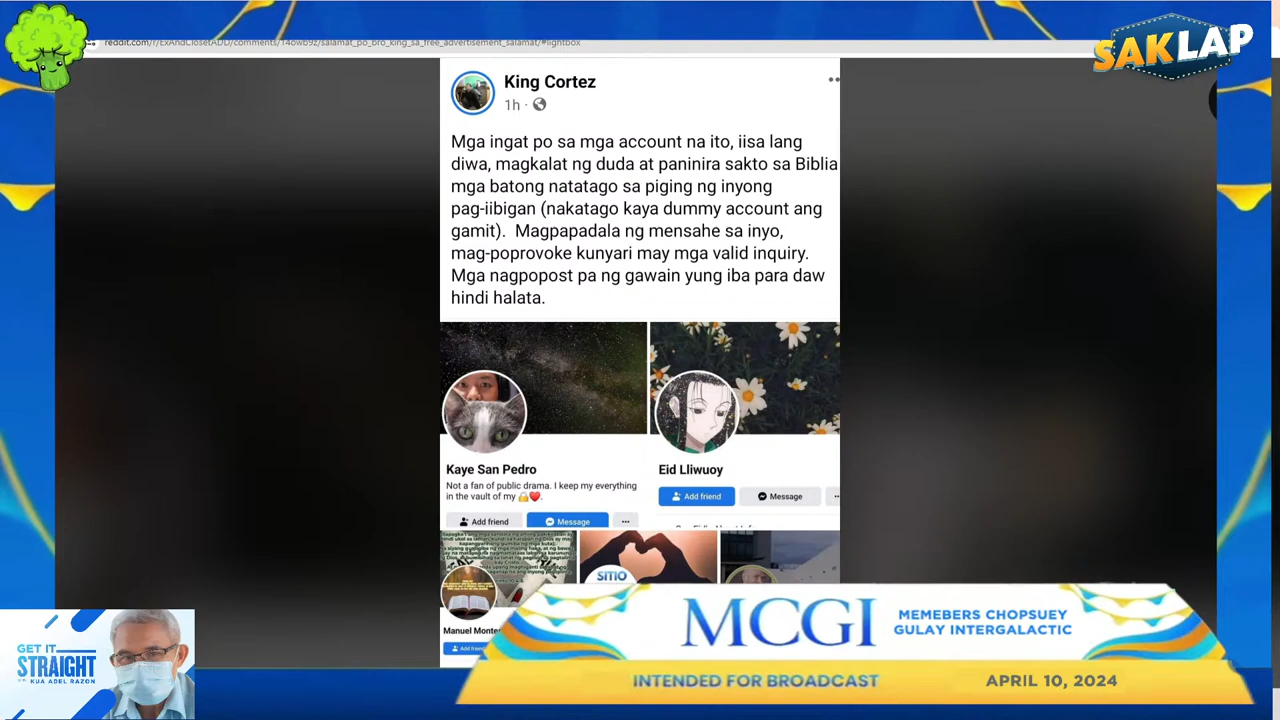 reddit.com/r/ExAndClosetADD/comments/14owb9z/salamat_po_bro_king_sa_free_advertisement_salamat/#lightbox
SAKLAP
King Cortez
1h
Mga ingat po sa mga account na ito, iisa lang
diwa, magkalat ng duda at paninira sakto sa Biblia
mga batong natatago sa piging ng inyong
pag-iibigan (nakatago kaya dummy account ang
gamit). Magpapadala ng mensahe sa inyo,
mag-poprovoke kunyari may mga valid inquiry.
Mga nagpopost pa ng gawain yung iba para daw
hindi halata.
Kaye San Pedro
Not a fan of public drama. I keep my everything
in the vault of my 🔒❤️.
Add friend
Message
Eid Lliwuoy
Add friend
Message
Manuel
Add
SITIO
MCGI
MEMEBERS CHOPSUEY
GULAY INTERGALACTIC
INTENDED FOR BROADCAST
APRIL 10, 2024
GET IT
STRAIGHT
KUA ADEL RAZON